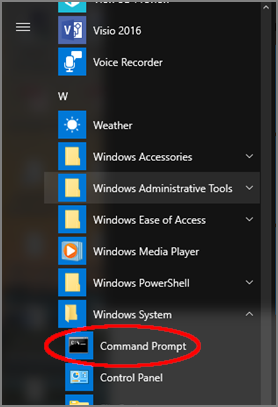 Visio 2016
Voice Recorder
W
Weather
Windows Accessories
Windows Administrative Tools
Windows Ease of Access
Windows Media Player
Windows PowerShell
Windows System
Command Prompt
Control Panel